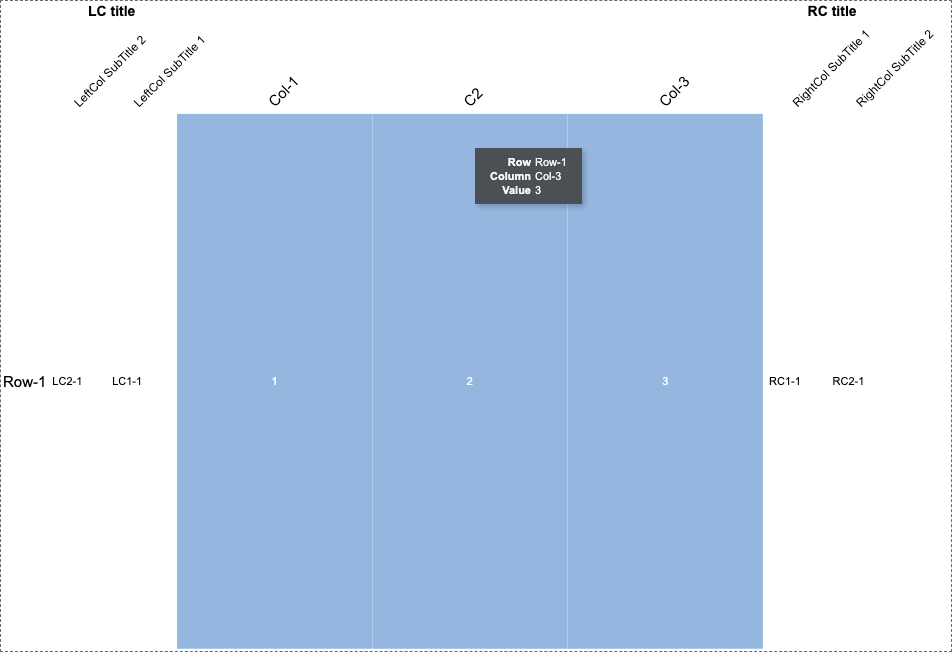 LC title
RC title
LeftCol SubTitle 2
LeftCol SubTitle 1
Col-1
C2
Col-3
RightCol SubTitle 1
RightCol SubTitle 2
Row Row-1
Column Col-3
Value 3
Row-1 LC2-1 LC1-1 1 2 3 RC1-1 RC2-1